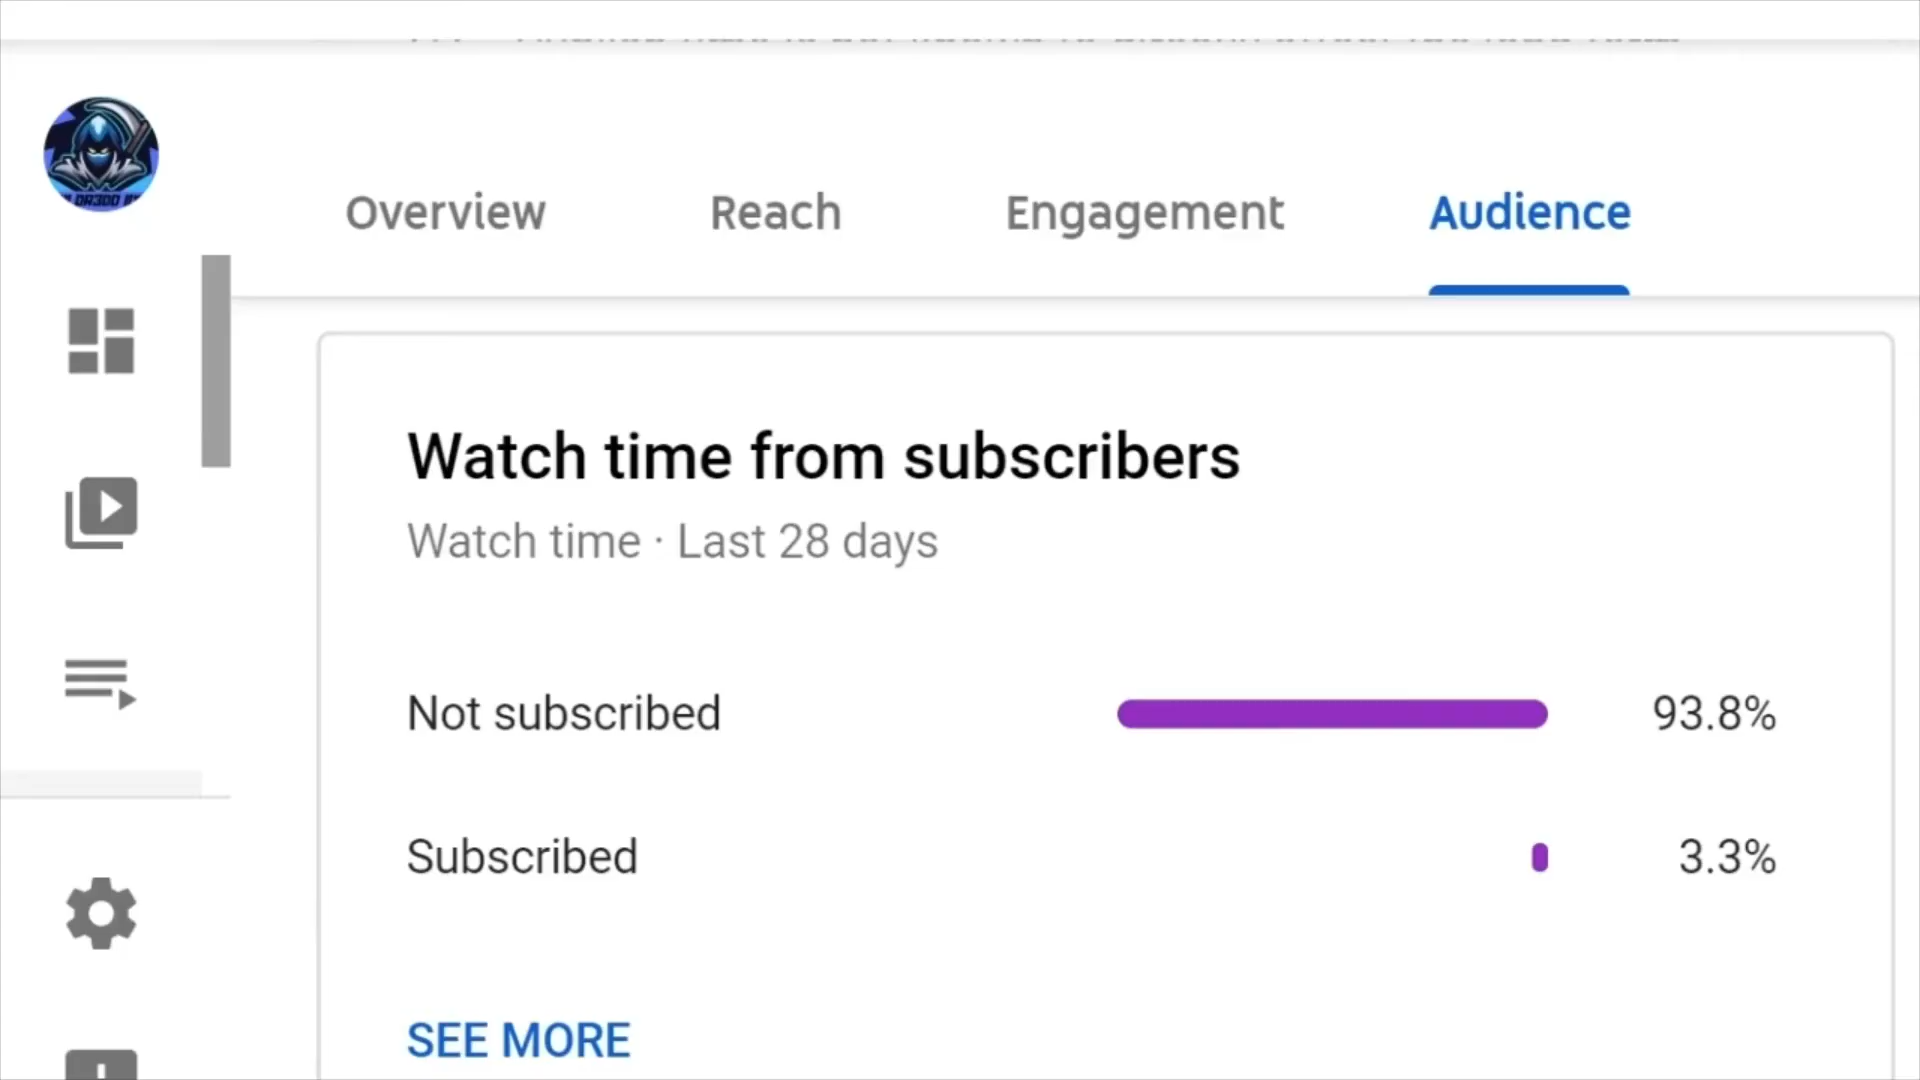 DR3DD
Overview Reach Engagement Audience
Watch time from subscribers
Watch time · Last 28 days
Not subscribed 93.8%
Subscribed 3.3%
SEE MORE